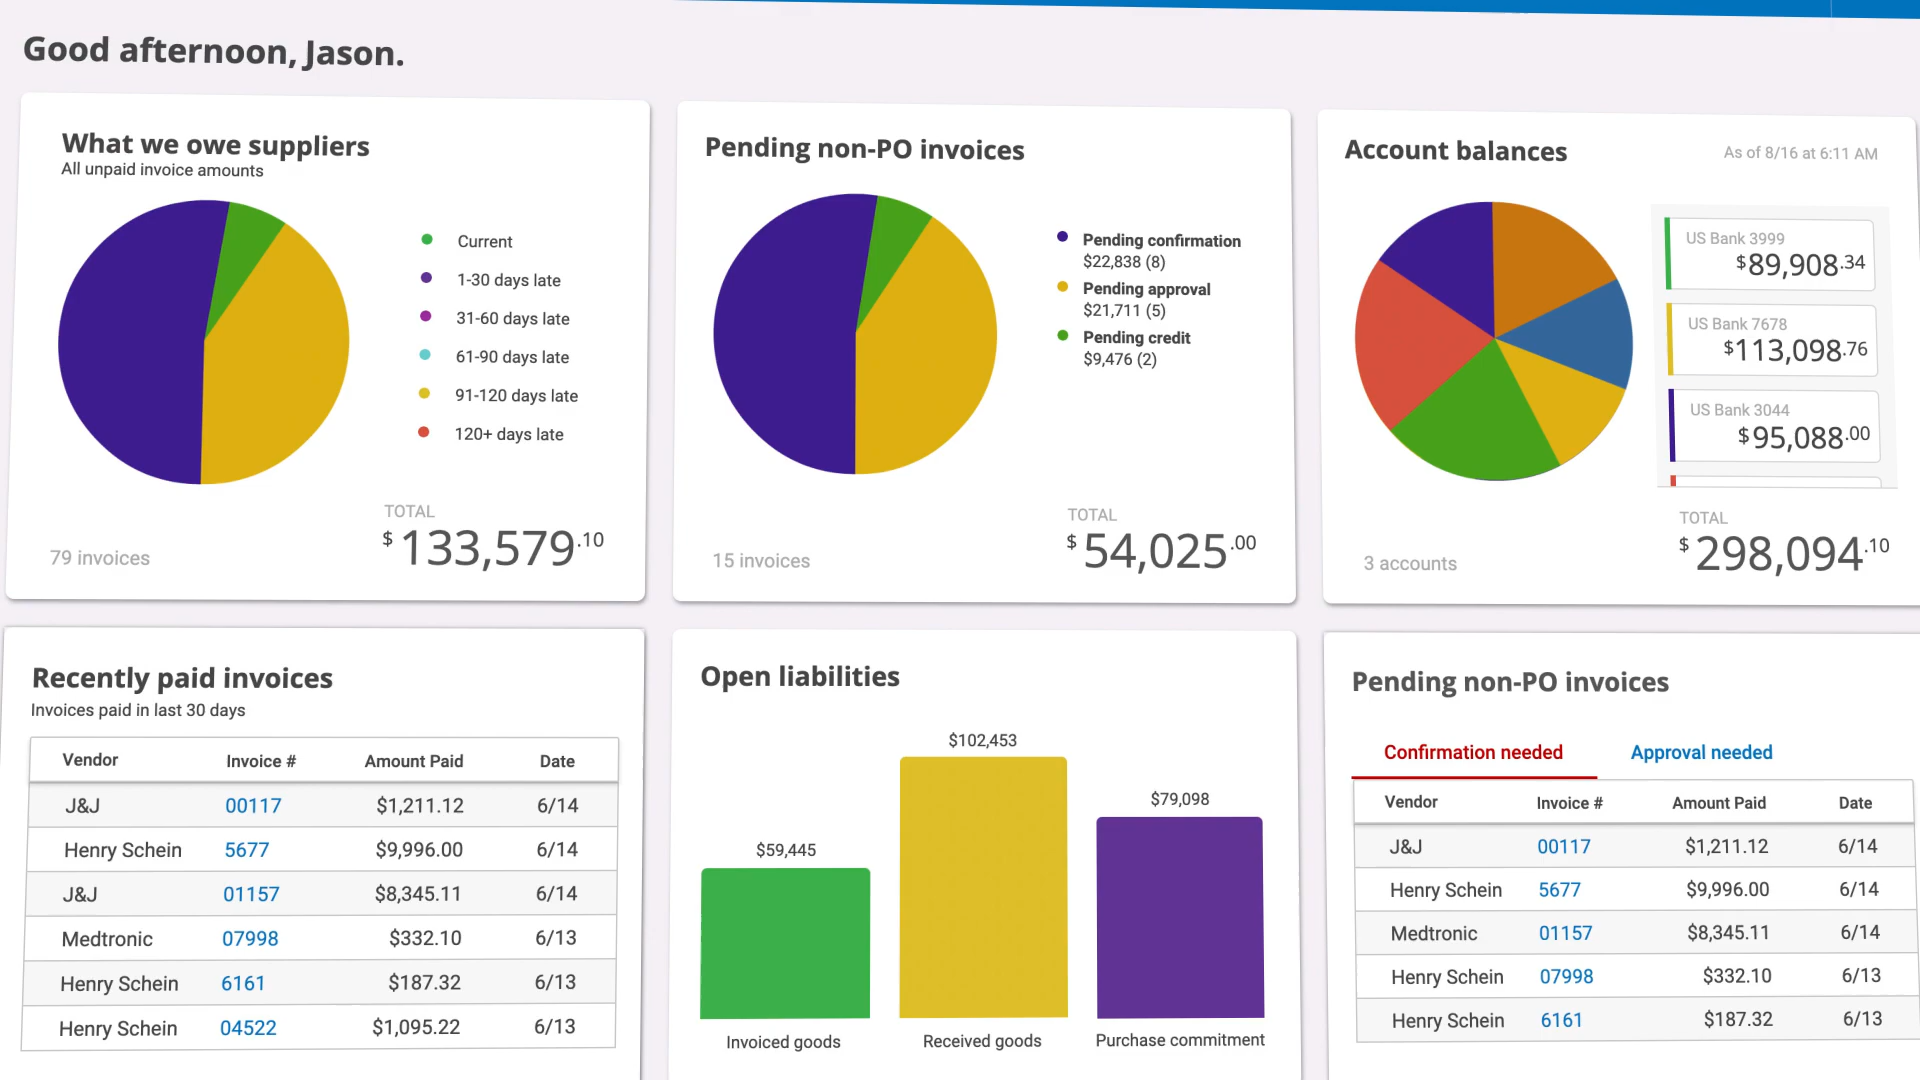 Good afternoon, Jason.
What we owe suppliers
All unpaid invoice amounts
Current
1-30 days late
31-60 days late
61-90 days late
91-120 days late
120+ days late
79 invoices
TOTAL
$ 133,579.10
Pending non-PO invoices
Pending confirmation
$22,838 (8)
Pending approval
$21,711 (5)
Pending credit
$9,476 (2)
15 invoices
TOTAL
$ 54,025.00
Account balances
As of 8/16 at 6:11 AM
US Bank 3999
$89,908.34
US Bank 7678
$113,098.76
US Bank 3044
$95,088.00
3 accounts
TOTAL
$ 298,094.10
Recently paid invoices
Invoices paid in last 30 days
Vendor Invoice # Amount Paid Date
J&J 00117 $1,211.12 6/14
Henry Schein 5677 $9,996.00 6/14
J&J 01157 $8,345.11 6/14
Medtronic 07998 $332.10 6/13
Henry Schein 6161 $187.32 6/13
Henry Schein 04522 $1,095.22 6/13
Open liabilities
$59,445
$102,453
$79,098
Invoiced goods
Received goods
Purchase commitment
Pending non-PO invoices
Confirmation needed Approval needed
Vendor Invoice # Amount Paid Date
J&J 00117 $1,211.12 6/14
Henry Schein 5677 $9,996.00 6/14
Medtronic 01157 $8,345.11 6/14
Henry Schein 07998 $332.10 6/13
Henry Schein 6161 $187.32 6/13